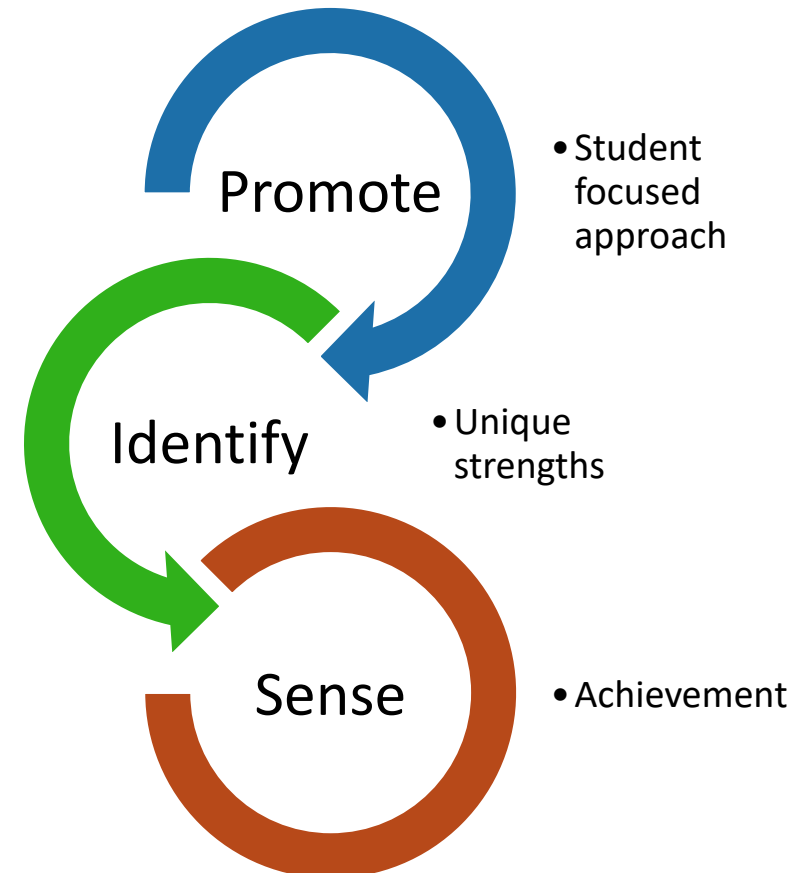 Promote
• Student
focused
approach
Identify
• Unique
strengths
Sense
• Achievement